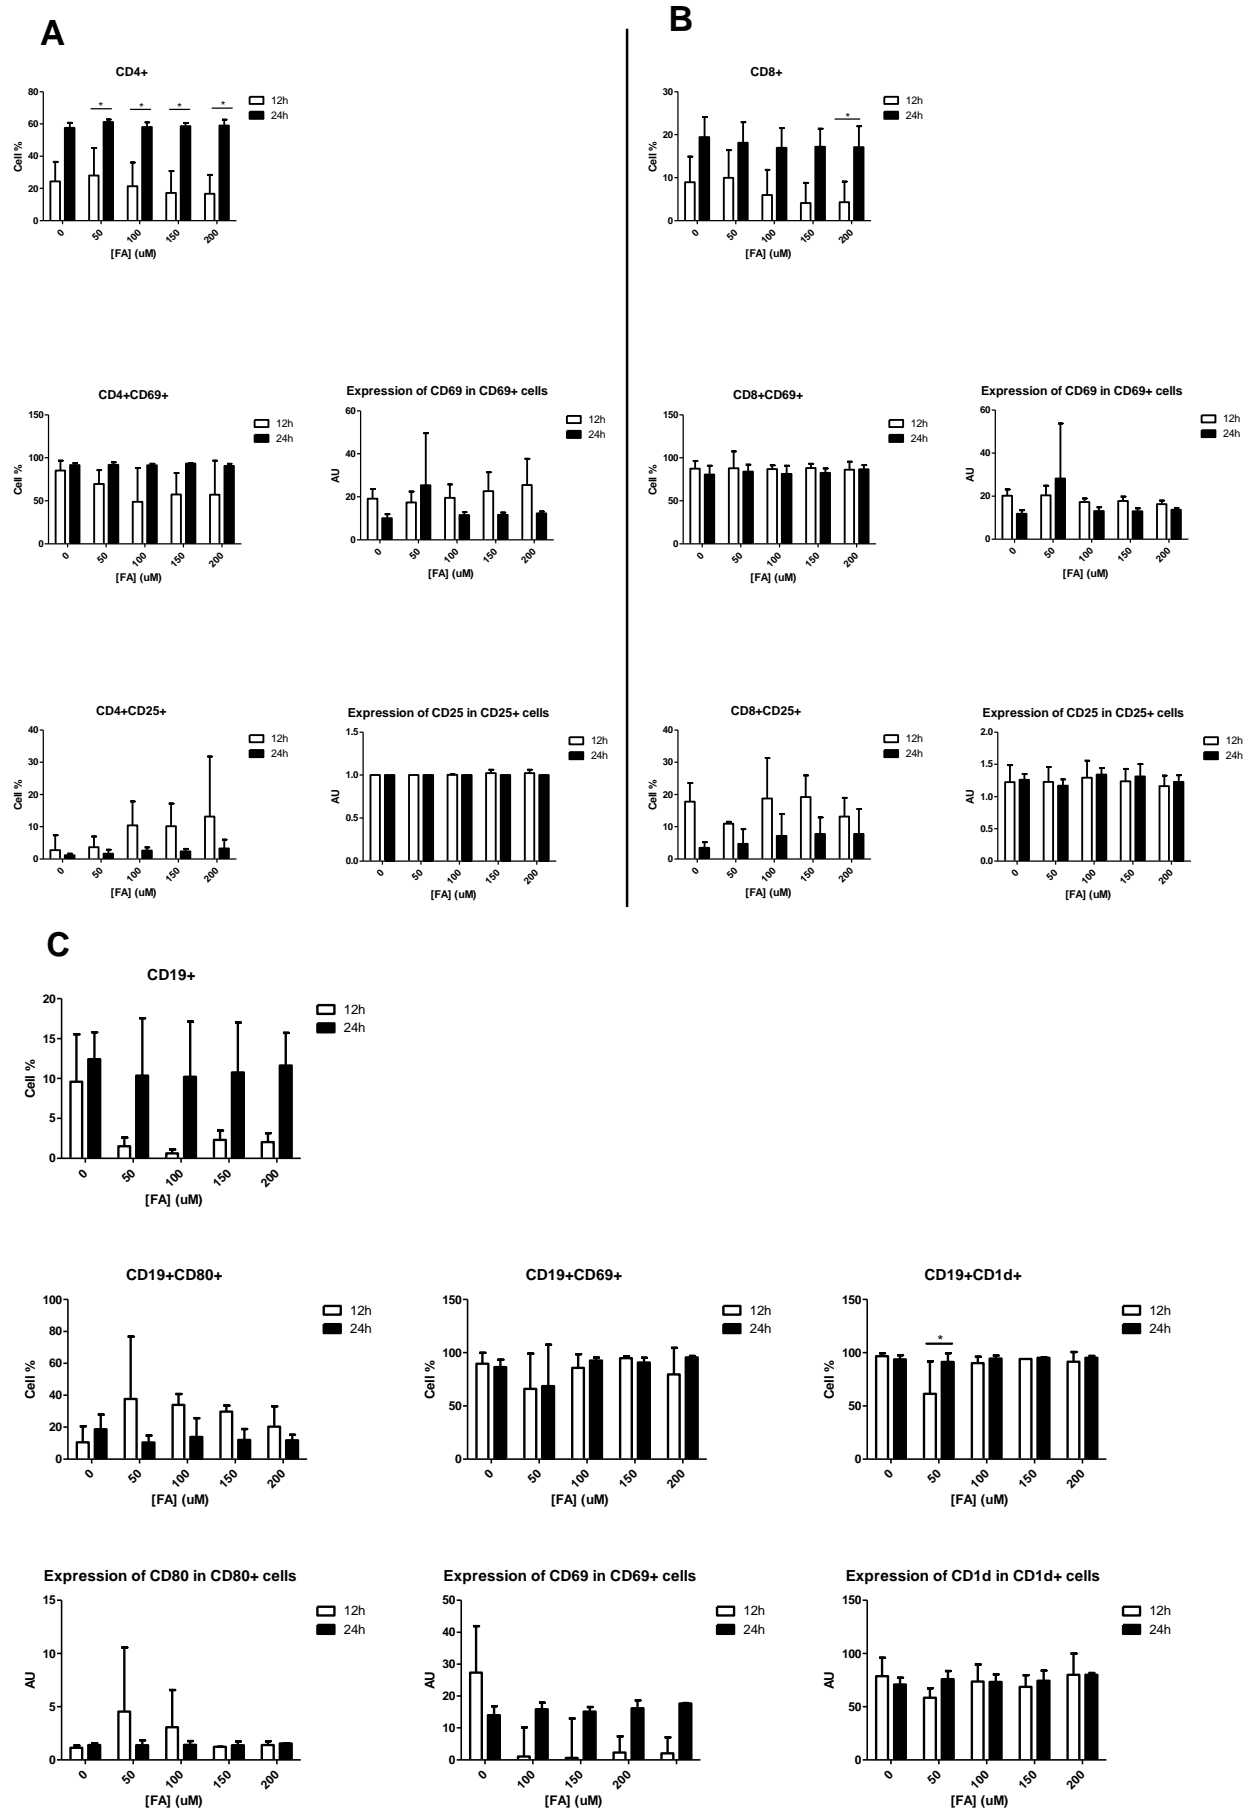 A
CD4+
80
60
40
20
0
Cell %
* * * *
12h
24h
0 50 100 150 200
[FA] (uM)
CD4+CD69+
150
100
50
0
Cell %
12h
24h
0 50 100 150 200
[FA] (uM)
Expression of CD69 in CD69+ cells
60
40
20
0
AU
12h
24h
0 50 100 150 200
[FA] (uM)
CD4+CD25+
40
30
20
10
0
Cell %
12h
24h
0 50 100 150 200
[FA] (uM)
Expression of CD25 in CD25+ cells
1.5
1.0
0.5
0.0
AU
12h
24h
0 50 100 150 200
[FA] (uM)
B
CD8+
30
20
10
0
Cell %
*
12h
24h
0 50 100 150 200
[FA] (uM)
CD8+CD69+
150
100
50
0
Cell %
12h
24h
0 50 100 150 200
[FA] (uM)
Expression of CD69 in CD69+ cells
60
40
20
0
AU
12h
24h
0 50 100 150 200
[FA] (uM)
CD8+CD25+
40
30
20
10
0
Cell %
12h
24h
0 50 100 150 200
[FA] (uM)
Expression of CD25 in CD25+ cells
2.0
1.5
1.0
0.5
0.0
AU
12h
24h
0 50 100 150 200
[FA] (uM)
C
CD19+
20
15
10
5
0
Cell %
12h
24h
0 50 100 150 200
[FA] (uM)
CD19+CD80+
100
80
60
40
20
0
Cell %
12h
24h
0 50 100 150 200
[FA] (uM)
CD19+CD69+
150
100
50
0
Cell %
12h
24h
0 50 100 150 200
[FA] (uM)
CD19+CD1d+
150
100
50
0
Cell %
*
12h
24h
0 50 100 150 200
[FA] (uM)
Expression of CD80 in CD80+ cells
15
10
5
0
AU
12h
24h
0 50 100 150 200
[FA] (uM)
Expression of CD69 in CD69+ cells
50
40
30
20
10
0
AU
12h
24h
0 100 150 200
[FA] (uM)
Expression of CD1d in CD1d+ cells
150
100
50
0
AU
12h
24h
0 50 100 150 200
[FA] (uM)